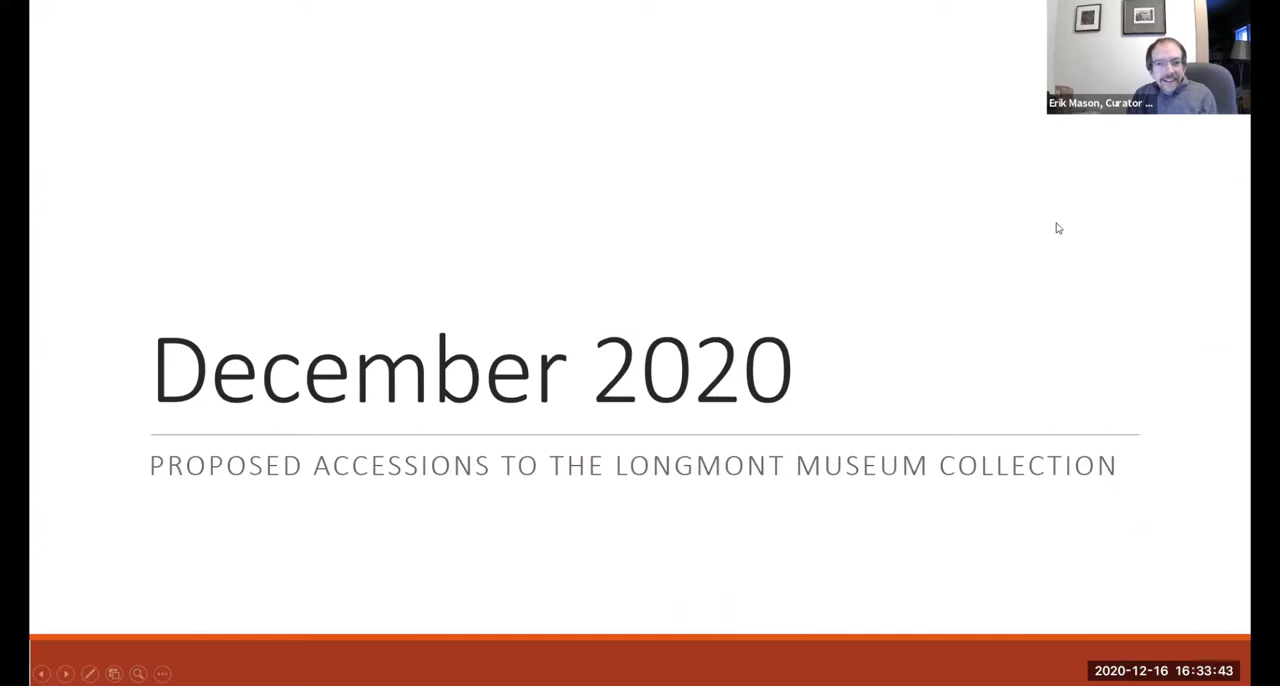 Erik Mason, Curator ...
December 2020
PROPOSED ACCESSIONS TO THE LONGMONT MUSEUM COLLECTION
2020-12-16 16:33:43